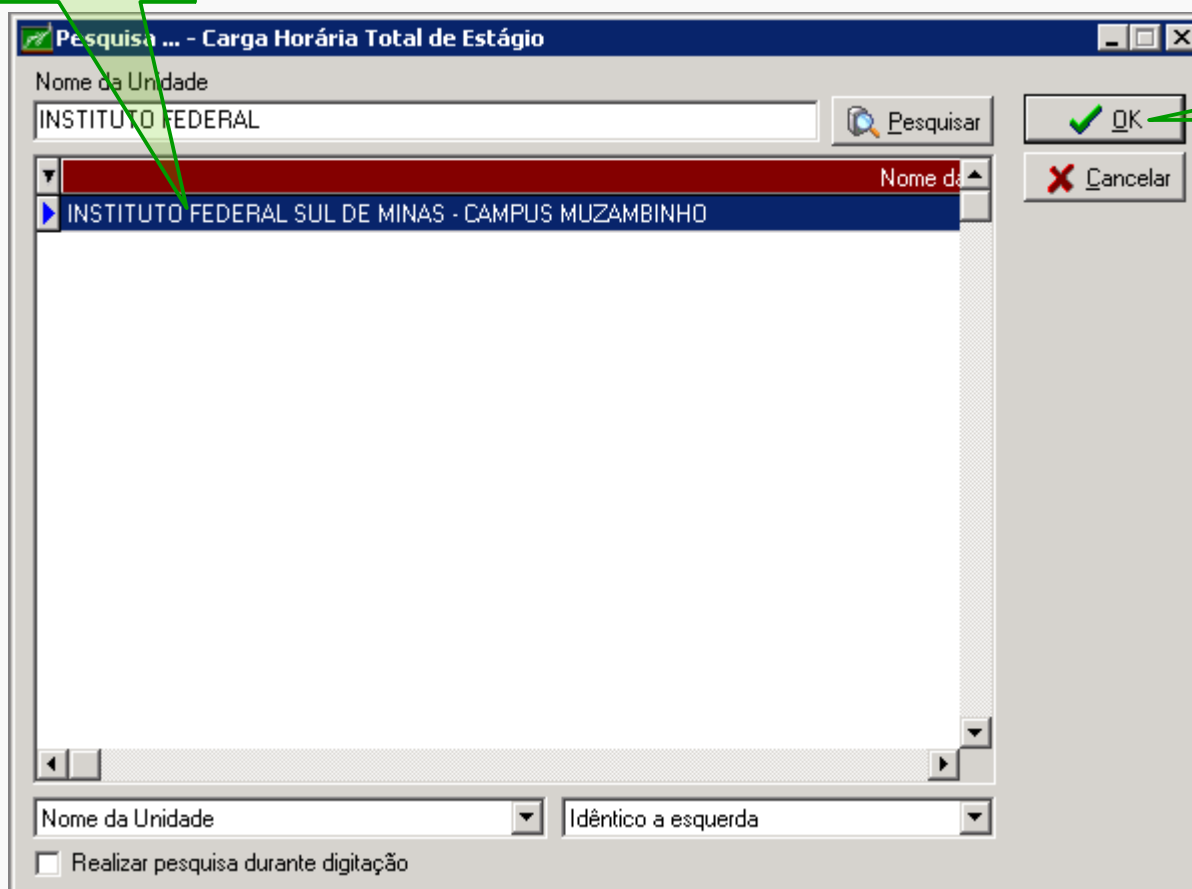 Pesquisa ... - Carga Horária Total de Estágio
Nome da Unidade
INSTITUTO FEDERAL
Pesquisar
OK
Cancelar
Nome da
INSTITUTO FEDERAL SUL DE MINAS - CAMPUS MUZAMBINHO
Nome da Unidade
Idêntico a esquerda
Realizar pesquisa durante digitação